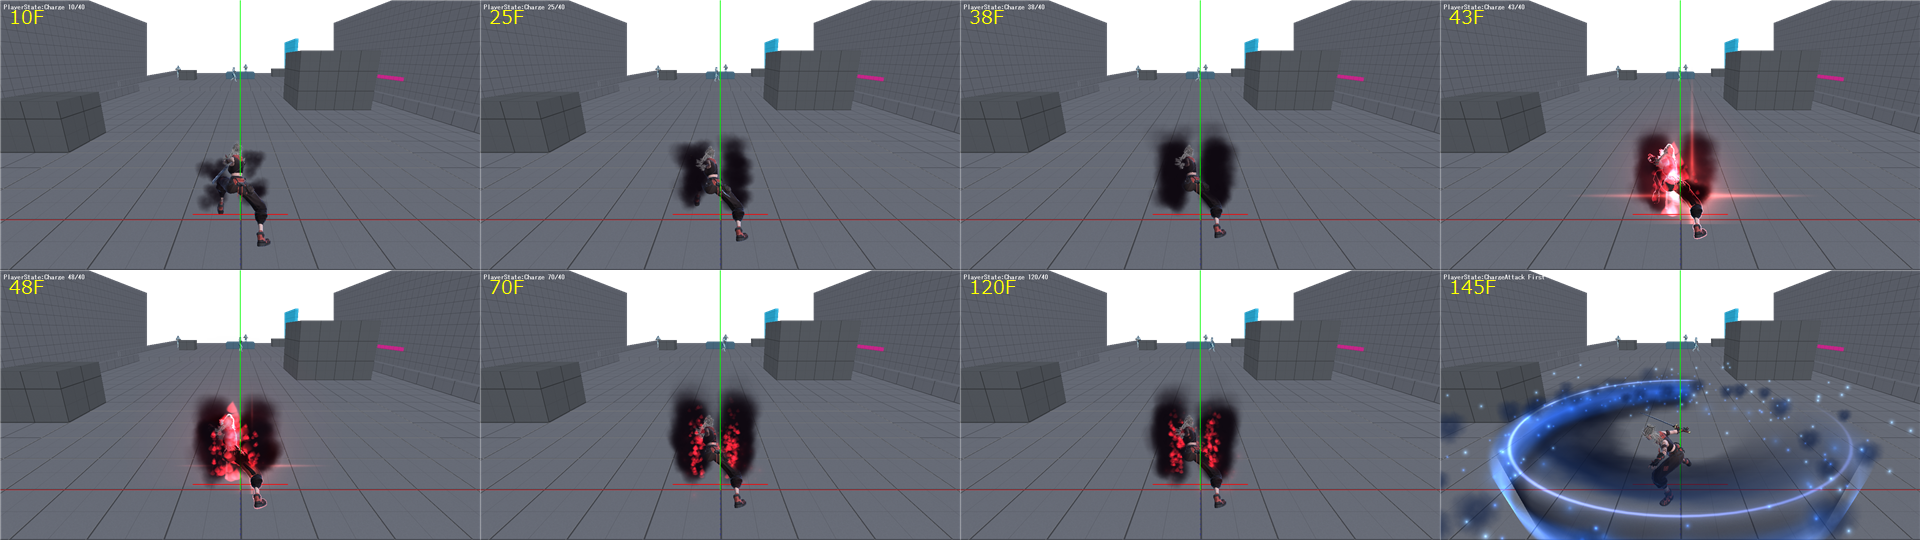 PlayerState:Charge 10/40
10F
PlayerState:Charge 25/40
25F
PlayerState:Charge 38/40
38F
PlayerState:Charge 43/40
43F
PlayerState:Charge 48/40
48F
PlayerState:Charge 70/40
70F
PlayerState:Charge 120/40
120F
PlayerState:ChargeAttack First
145F